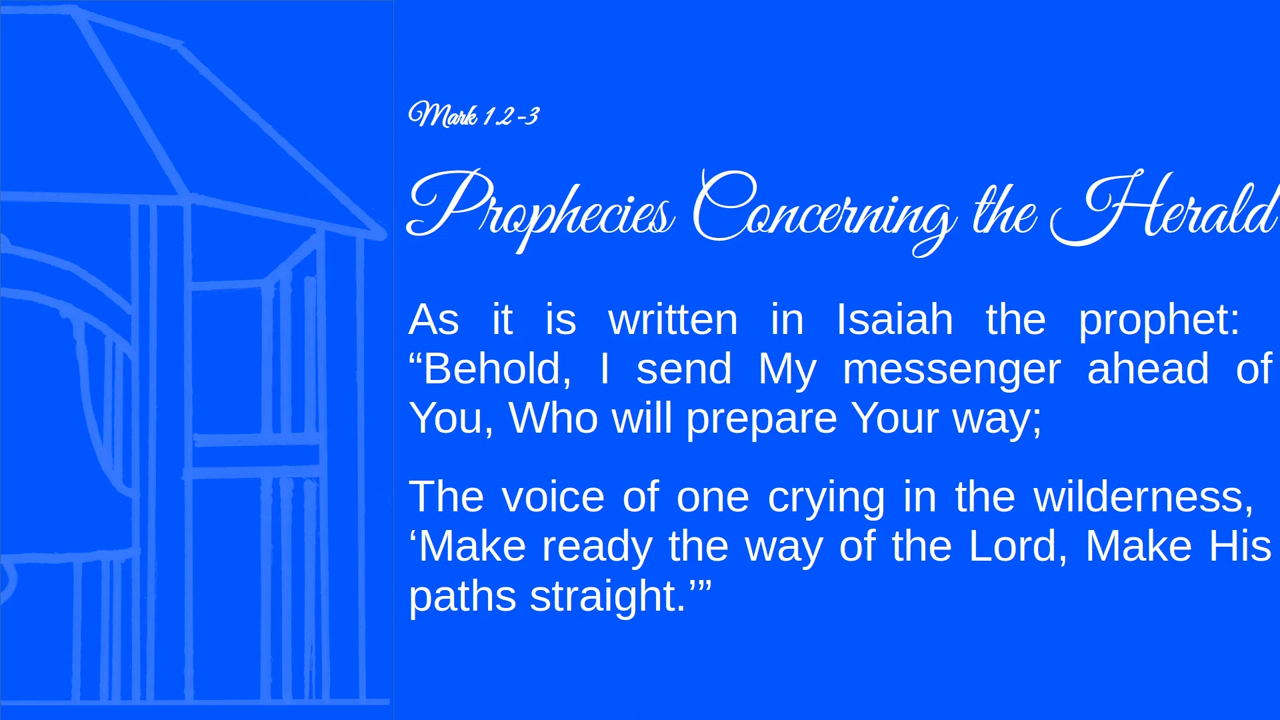 Mark 1.2-3
Prophecies Concerning the Herald
As it is written in Isaiah the prophet:
“Behold, I send My messenger ahead of
You, Who will prepare Your way;
The voice of one crying in the wilderness,
‘Make ready the way of the Lord, Make His
paths straight.’”